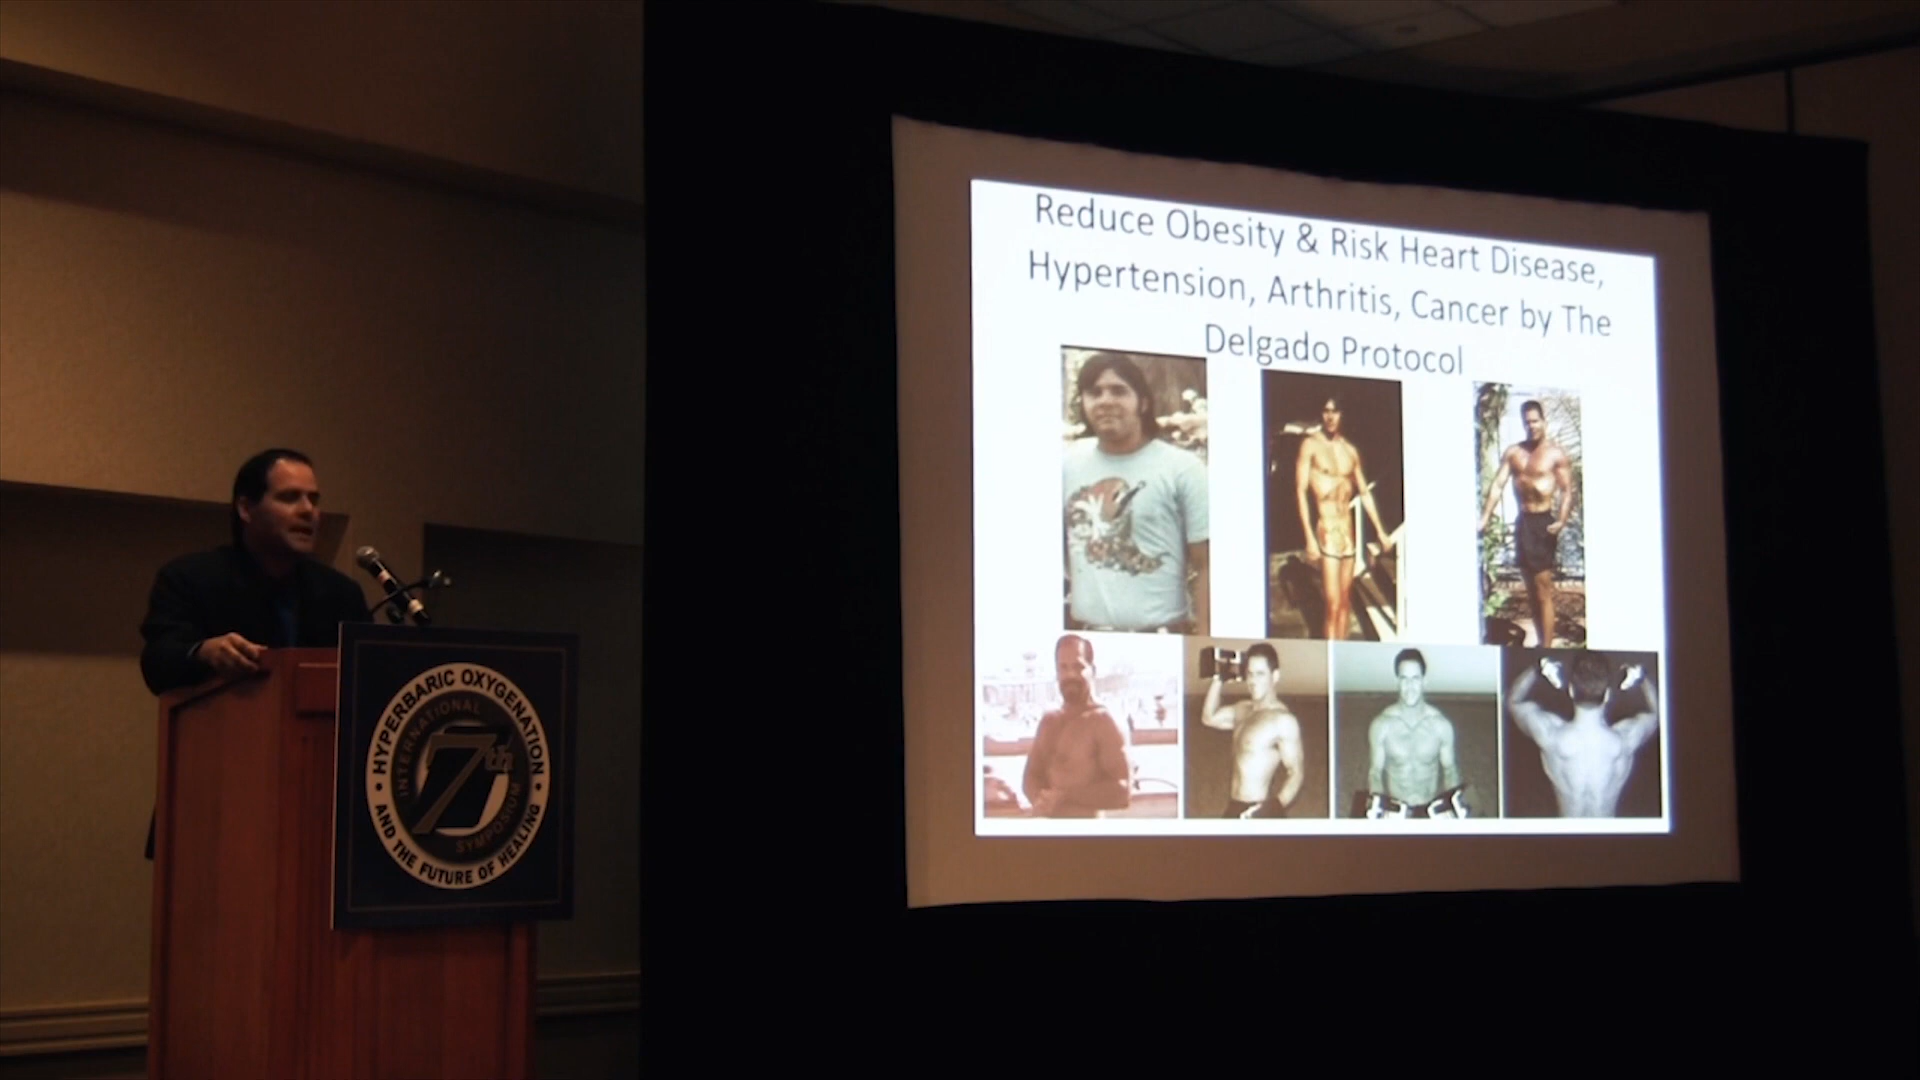 Reduce Obesity & Risk Heart Disease,
Hypertension, Arthritis, Cancer by The
Delgado Protocol
HYPERBARIC OXYGENATION
INTERNATIONAL
7th
SYMPOSIUM
AND THE FUTURE OF HEALING